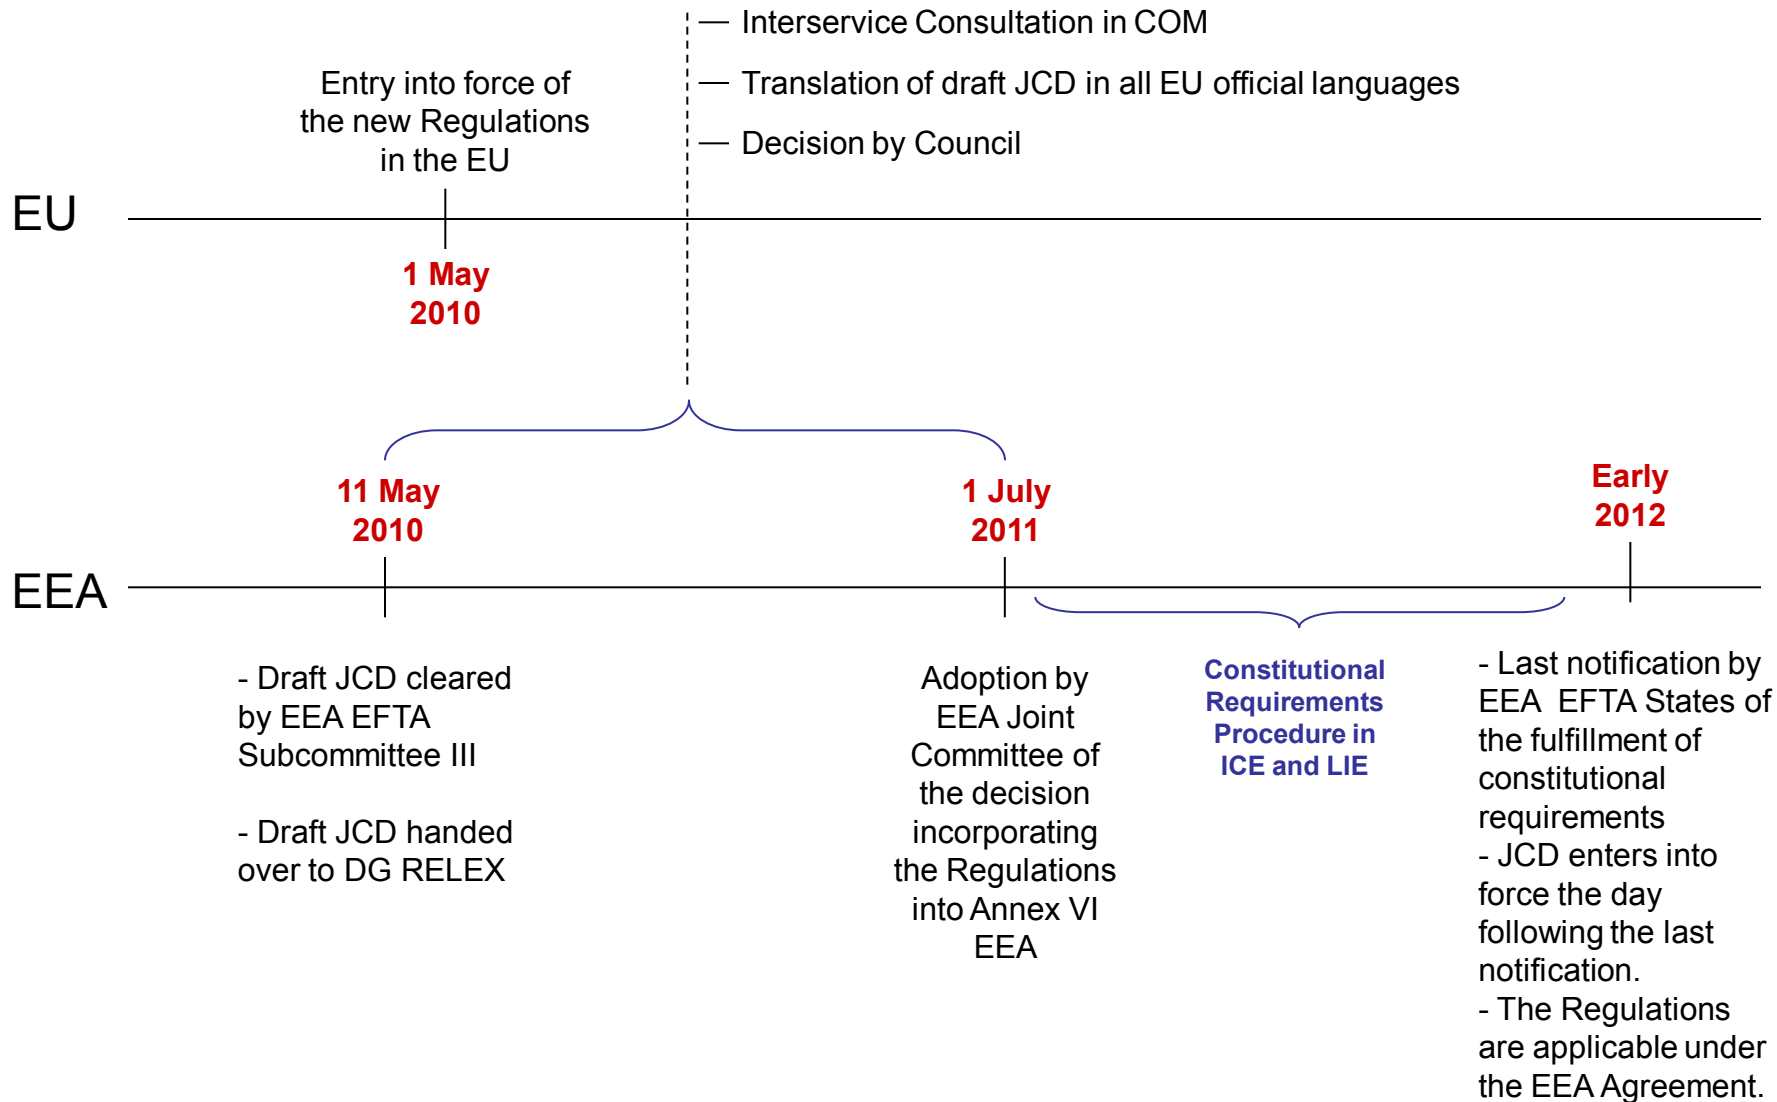 Interservice Consultation in COM
Translation of draft JCD in all EU official languages
Decision by Council
Entry into force of
the new Regulations
in the EU
EU
1 May
2010
11 May
2010
1 July
2011
Early
2012
EEA
- Draft JCD cleared
by EEA EFTA
Subcommittee III
- Draft JCD handed
over to DG RELEX
Adoption by
EEA Joint
Committee of
the decision
incorporating
the Regulations
into Annex VI
EEA
Constitutional
Requirements
Procedure in
ICE and LIE
- Last notification by
EEA EFTA States of
the fulfillment of
constitutional
requirements
- JCD enters into
force the day
following the last
notification.
- The Regulations
are applicable under
the EEA Agreement.